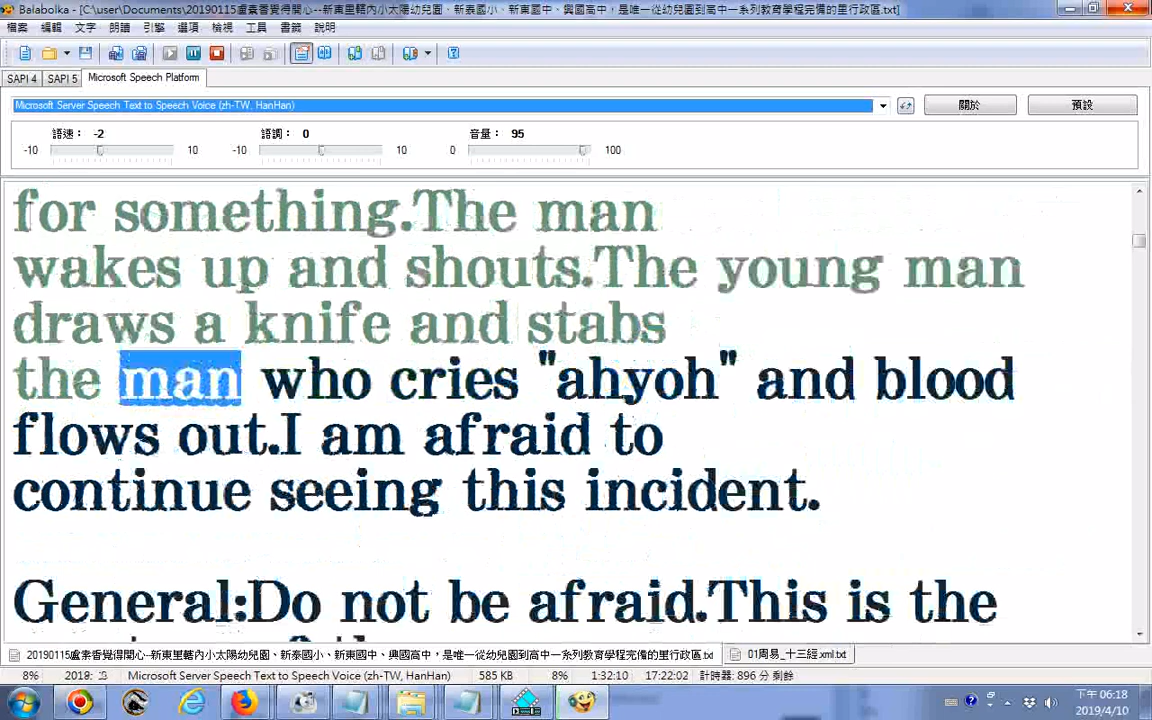 Balabolka - [C:\user\Documents\20190115盧素香覺得開心--新東里轄內小太陽幼兒園、新泰國小、新東國中、興國高中，是唯一從幼兒園到高中一系列教育學程完備的里行政區.txt]
檔案 編輯 文字 朗讀 引擎 選項 檢視 工具 書籤 說明
SAPI 4 SAPI 5 Microsoft Speech Platform
Microsoft Server Speech Text to Speech Voice (zh-TW, HanHan) 關於 預設
語速： -2 語調： 0 音量： 95
-10 10 -10 10 0 100
for something.The man
wakes up and shouts.The young man
draws a knife and stabs
the man who cries "ahyoh" and blood
flows out.I am afraid to
continue seeing this incident.
General:Do not be afraid.This is the
20190115盧素香覺得開心--新東里轄內小太陽幼兒園、新泰國小、新東國中、興國高中，是唯一從幼兒園到高中一系列教育學程完備的里行政區.txt 01周易_十三經.xml.txt
8% 2018: Microsoft Server Speech Text to Speech Voice (zh-TW, HanHan) 585 KB 8% 1:32:10 17:22:02 計時器: 896 分 剩餘
下午 06:18
2019/4/10